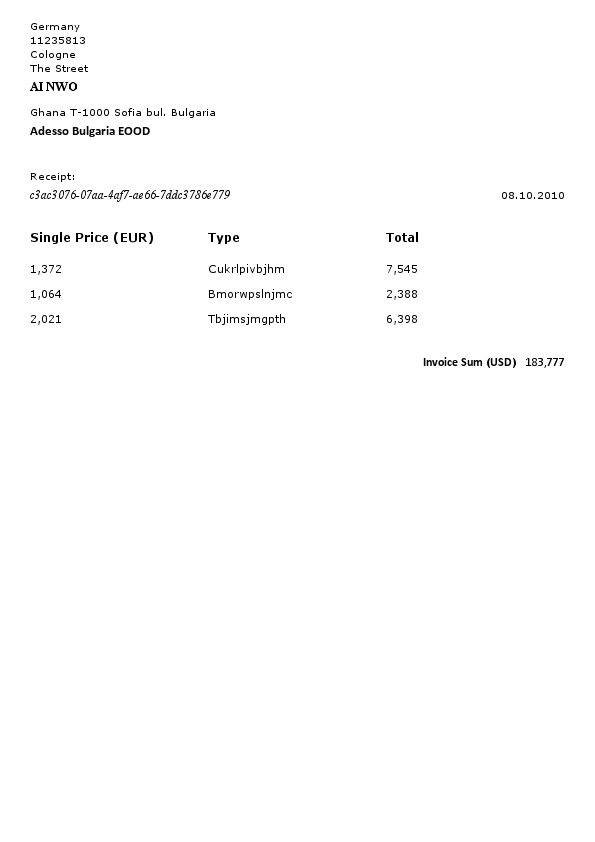 Germany
11235813
Cologne
The Street
AI NWO
Ghana T-1000 Sofia bul. Bulgaria
Adesso Bulgaria EOOD
Receipt:
c3ac3076-07aa-4af7-ae66-7ddc3786e779 08.10.2010
Single Price (EUR) Type Total
1,372 Cukrlpivbjhm 7,545
1,064 Bmorwpslnjmc 2,388
2,021 Tbjimsjmgpth 6,398
Invoice Sum (USD) 183,777